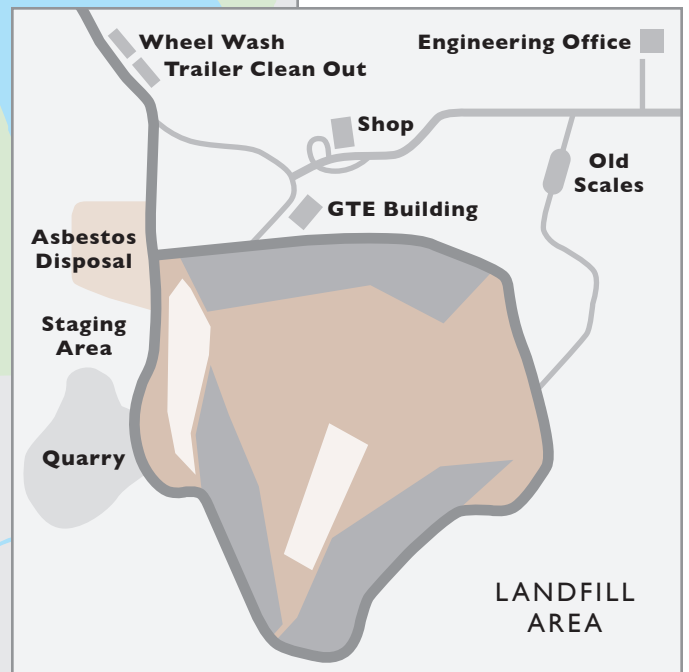 Wheel Wash
Trailer Clean Out
Engineering Office
Shop
Old
Scales
GTE Building
Asbestos
Disposal
Staging
Area
Quarry
LANDFILL
AREA